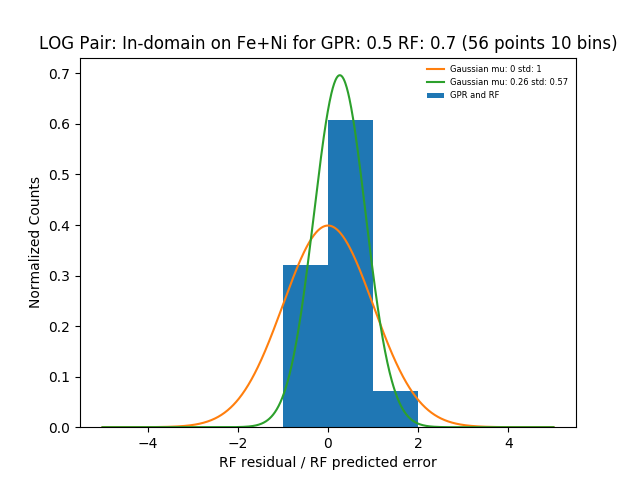 LOG Pair: In-domain on Fe+Ni for GPR: 0.5 RF: 0.7 (56 points 10 bins)
Gaussian mu: 0 std: 1
Gaussian mu: 0.26 std: 0.57
GPR and RF
0.7
0.6
0.5
0.4
0.3
0.2
0.1
0.0
Normalized Counts
−4
−2
0
2
4
RF residual / RF predicted error